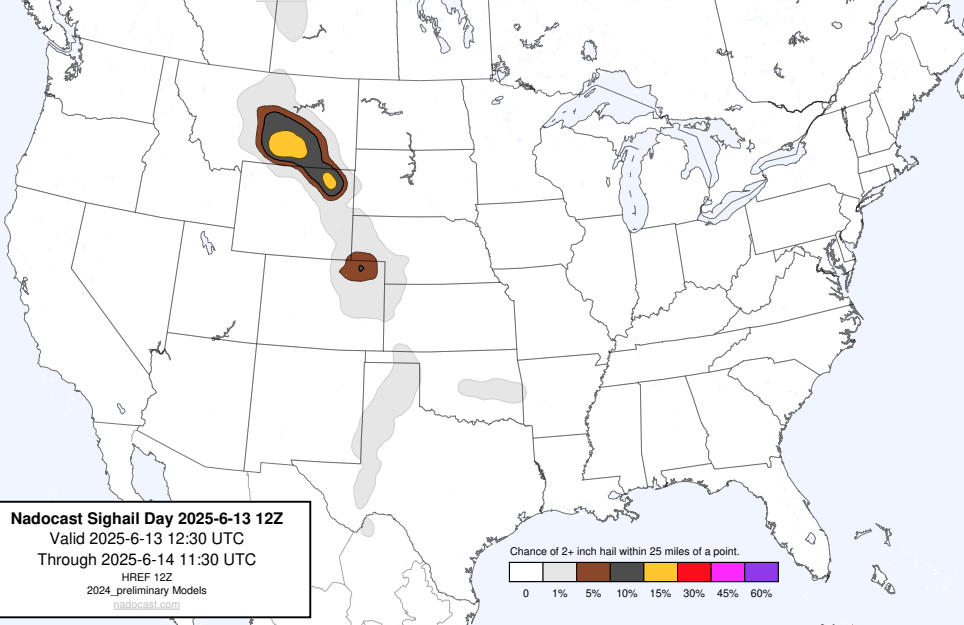 Nadocast Sighail Day 2025-6-13 12Z
Valid 2025-6-13 12:30 UTC
Through 2025-6-14 11:30 UTC
HREF 12Z
2024_preliminary Models
nadocast.com
Chance of 2+ inch hail within 25 miles of a point.
0 1% 5% 10% 15% 30% 45% 60%